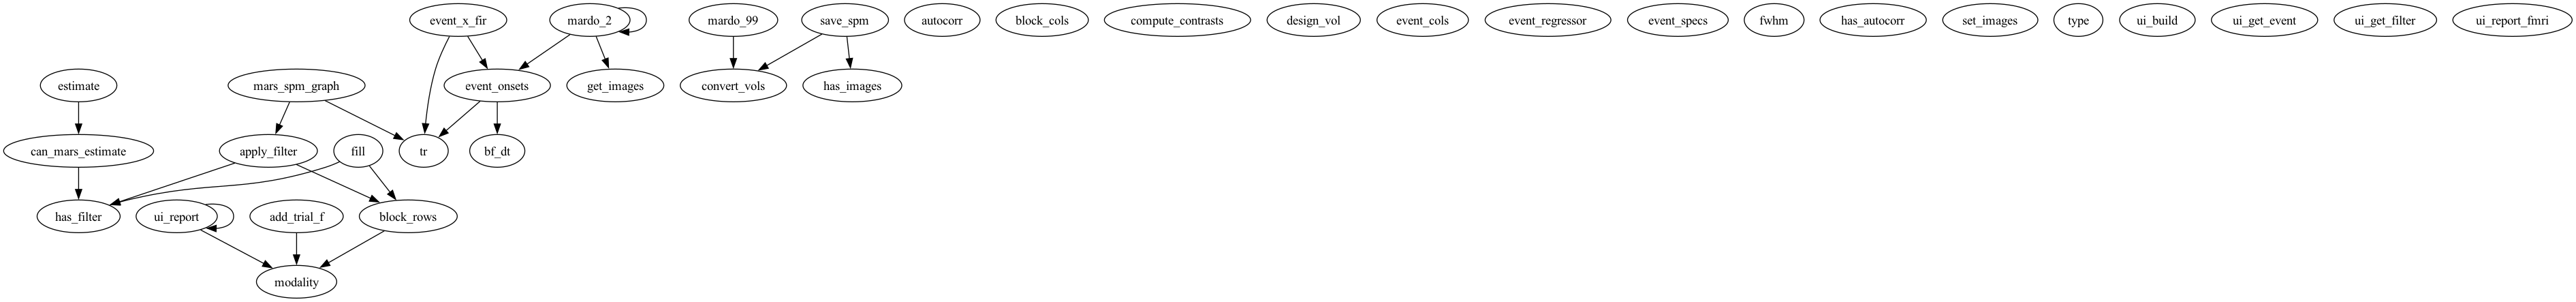 event_x_fir
mardo_2
mardo_99
save_spm
autocorr
block_cols
compute_contrasts
design_vol
event_cols
event_regressor
event_specs
fwhm
has_autocorr
set_images
type
ui_build
ui_get_event
ui_get_filter
ui_report_fmri
estimate
mars_spm_graph
event_onsets
get_images
convert_vols
has_images
can_mars_estimate
apply_filter
fill
tr
bf_dt
has_filter
ui_report
add_trial_f
block_rows
modality